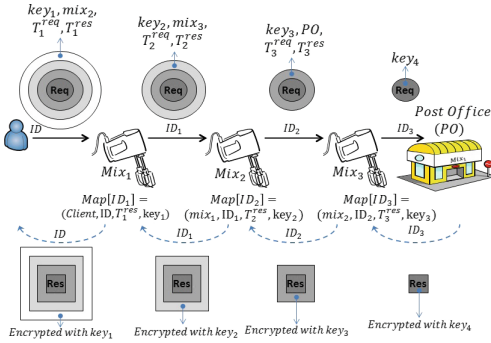 key₁, mix₂,
T₁ʳᵉq, T₁ʳᵉˢ
key₂, mix₃,
T₂ʳᵉq, T₂ʳᵉˢ
key₃, PO,
T₃ʳᵉq, T₃ʳᵉˢ
key₄
Req
Req
Req
Req
Post Office
(PO)
ID
ID₁
ID₂
ID₃
Mix₁
Mix₂
Mix₃
Mix₁
Map[ID₁] =
(Client, ID, T₁ʳᵉˢ, key₁)
Map[ID₂] =
(mix₁, ID₁, T₂ʳᵉˢ, key₂)
Map[ID₃] =
(mix₂, ID₂, T₃ʳᵉˢ, key₃)
ID
ID₁
ID₂
ID₃
Res
Res
Res
Res
Encrypted with key₁
Encrypted with key₂
Encrypted with key₃
Encrypted with key₄